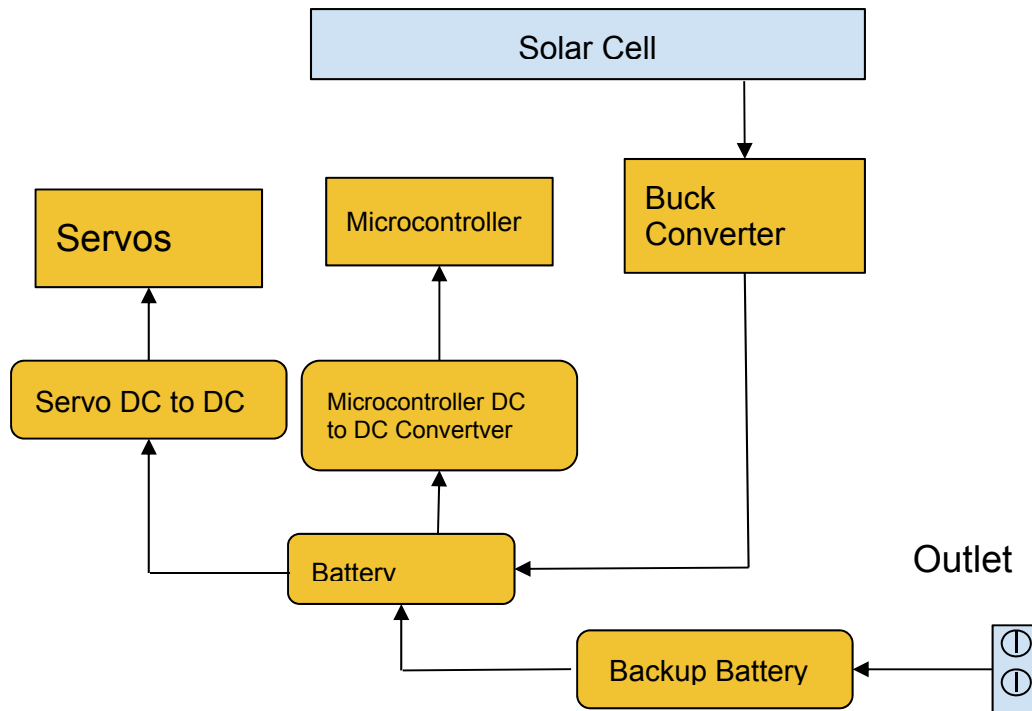 Solar Cell
Servos
Microcontroller
Buck
Converter
Servo DC to DC
Microcontroller DC
to DC Convertver
Battery
Outlet
Backup Battery